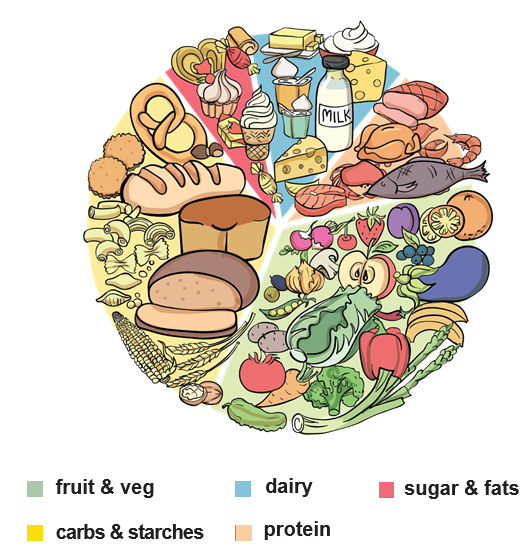 MILK
fruit & veg
dairy
sugar & fats
carbs & starches
protein